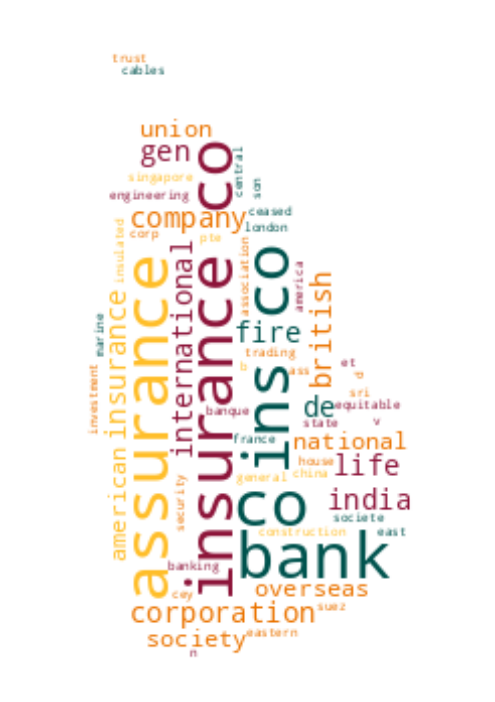 trust
cables
union
gen
insurance co
central
son
singapore
engineering
company
ceased
london
corp
pte
insulated
association
international
assurance
ins co
america
british
fire
marine
insurance
trading
b
ass
et
p
investment
sri
de
equitable
banque
state
v
france
national
american
security
general
house
china
life
co
india
societe
construction
east
bank
banking
cey
overseas
corporation
suez
society
eastern
n